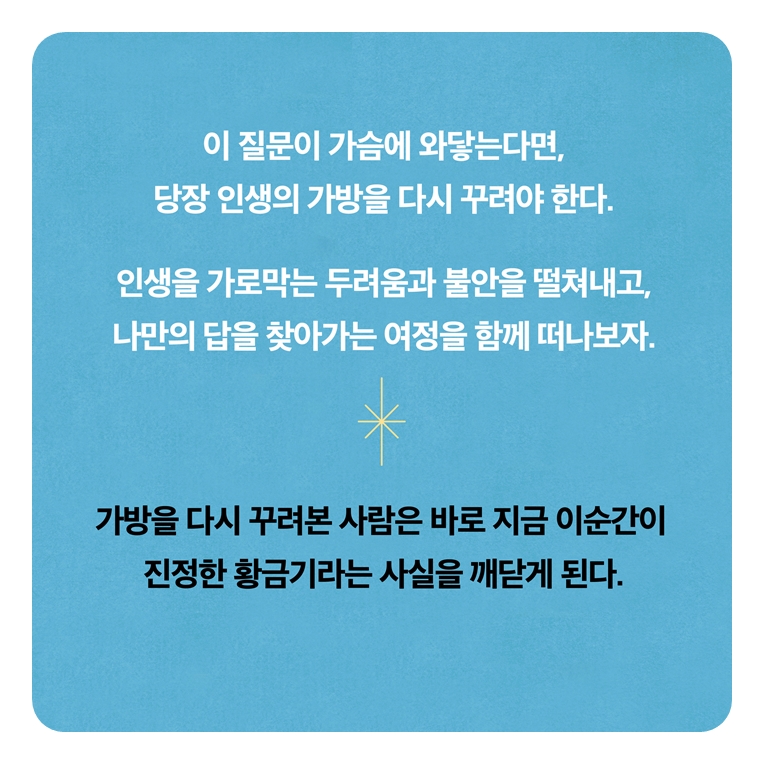 이 질문이 가슴에 와닿는다면,
당장 인생의 가방을 다시 꾸려야 한다.
인생을 가로막는 두려움과 불안을 떨쳐내고,
나만의 답을 찾아가는 여정을 함께 떠나보자.
가방을 다시 꾸려본 사람은 바로 지금 이순간이
진정한 황금기라는 사실을 깨닫게 된다.